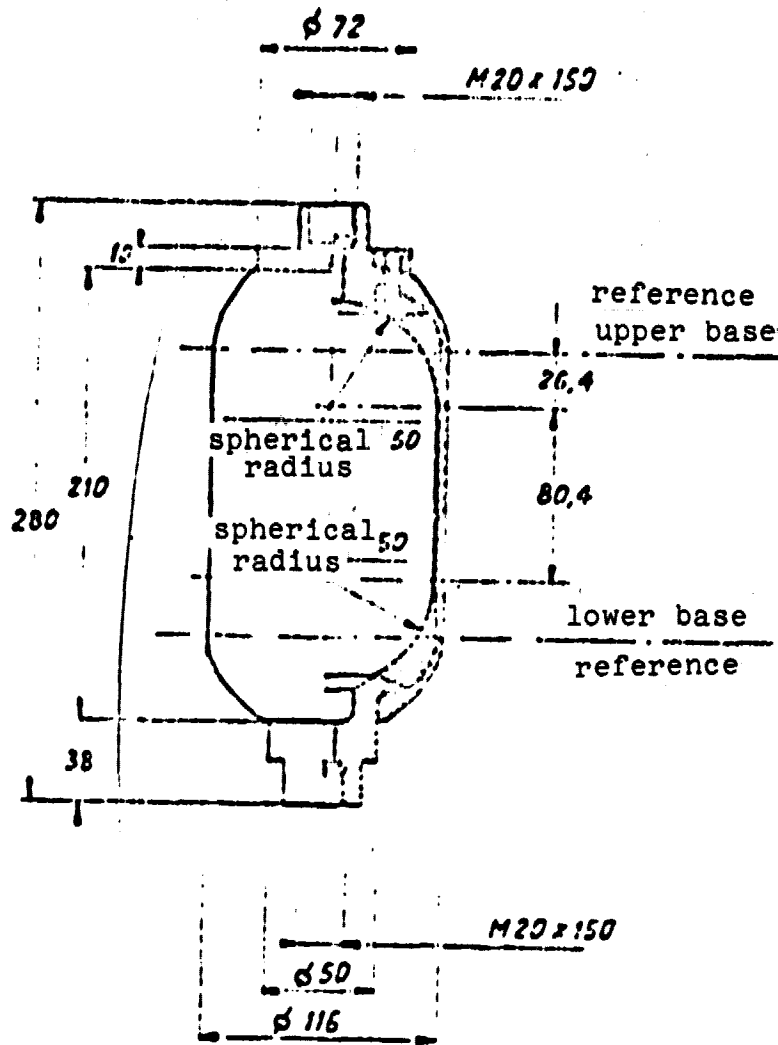 ϕ 72
M20 x 150
10
reference
upper base
26,4
spherical 50
radius
210
280
80,4
spherical 50
radius
lower base
reference
38
M20 x 150
ϕ 50
ϕ 116